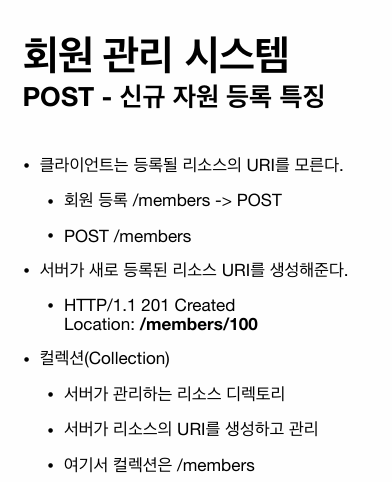 회원 관리 시스템
POST - 신규 자원 등록 특징
• 클라이언트는 등록될 리소스의 URI를 모른다.
• 회원 등록 /members -> POST
• POST /members
• 서버가 새로 등록된 리소스 URI를 생성해준다.
• HTTP/1.1 201 Created
Location: /members/100
• 컬렉션(Collection)
• 서버가 관리하는 리소스 디렉토리
• 서버가 리소스의 URI를 생성하고 관리
• 여기서 컬렉션은 /members